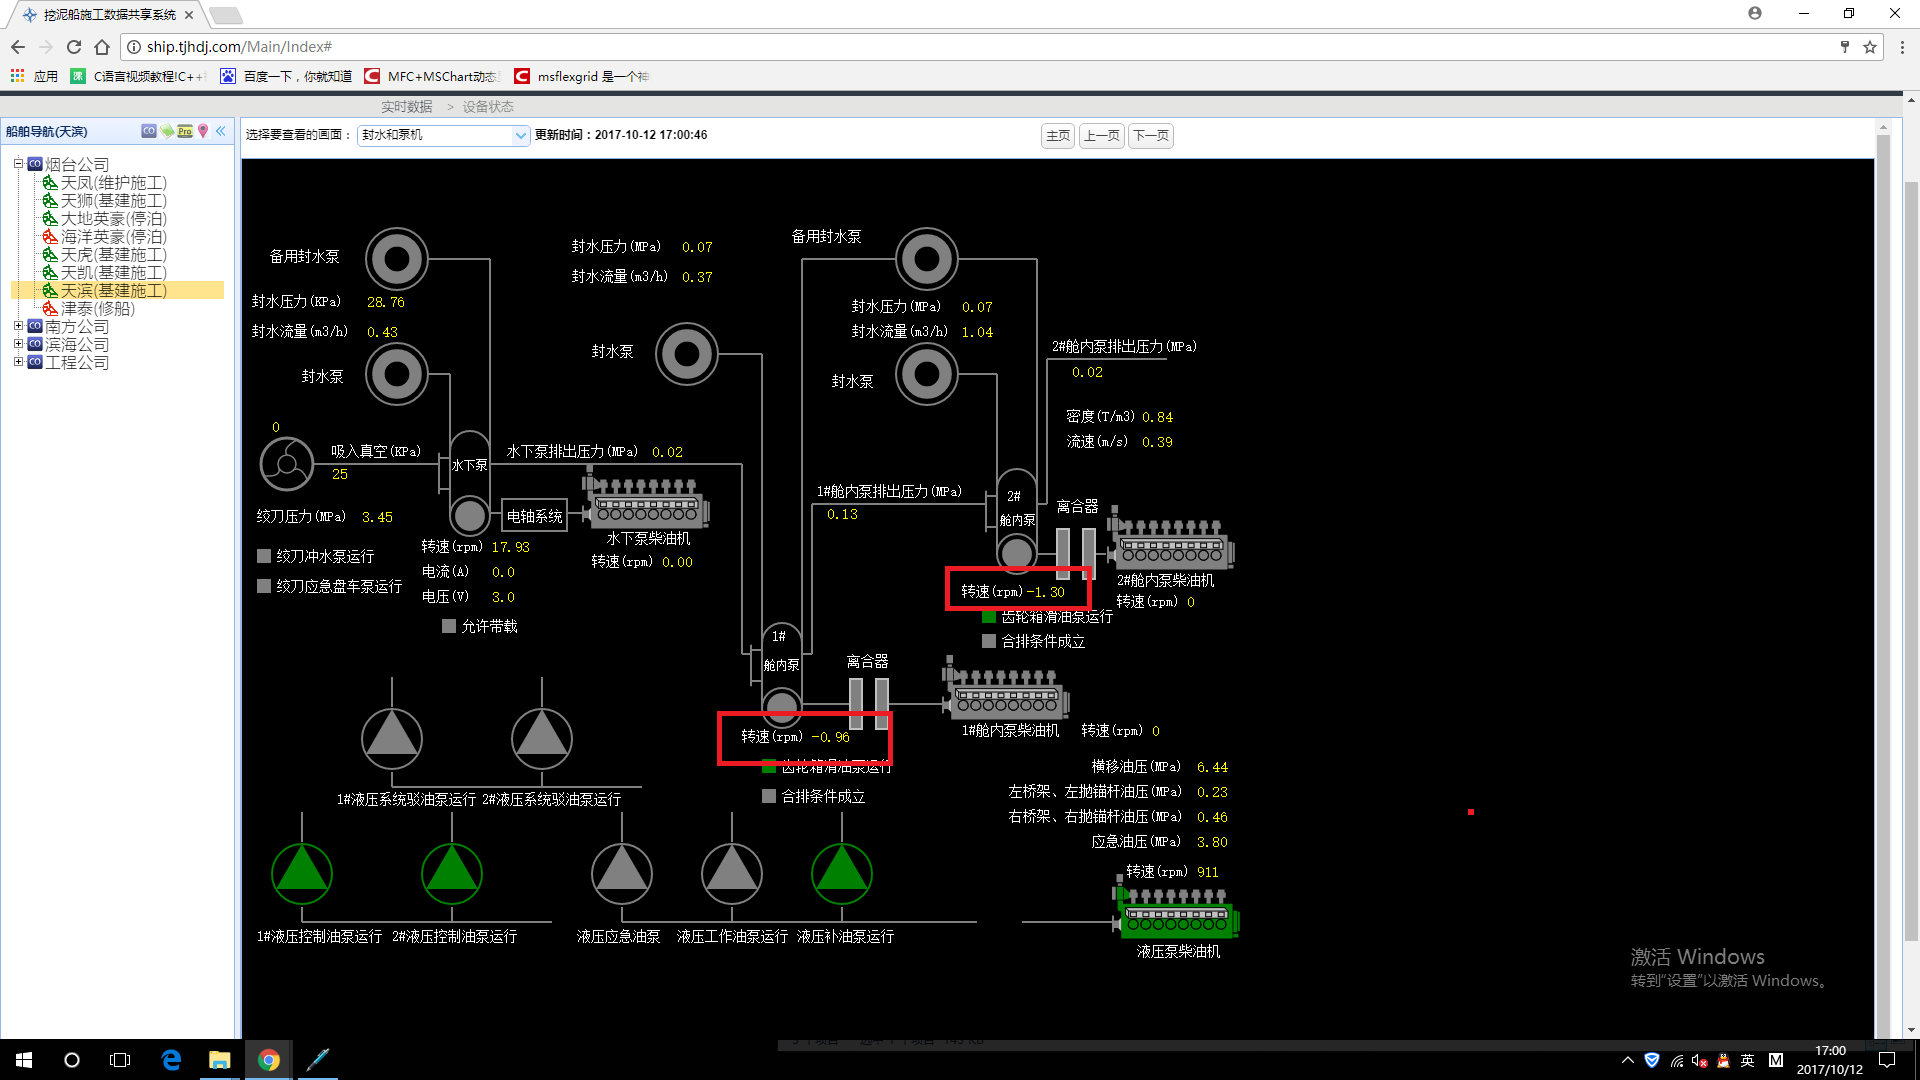 挖泥船施工数据共享系统
ship.tjhdj.com/Main/Index#
应用
C语言视频教程!C++
百度一下，你就知道
MFC+MSChart动态
msflexgrid 是一个神
实时数据 > 设备状态
船舶导航(天滨)
CO
Pro
选择要查看的画面：
封水和泵机
更新时间：2017-10-12 17:00:46
主页
上一页
下一页
CO 烟台公司
天凤(维护施工)
天狮(基建施工)
大地英豪(停泊)
海洋英豪(停泊)
天虎(基建施工)
天凯(基建施工)
天滨(基建施工)
津泰(修船)
CO 南方公司
CO 滨海公司
CO 工程公司
备用封水泵
封水压力(KPa) 28.76
封水流量(m3/h) 0.43
封水泵
封水压力(MPa) 0.07
封水流量(m3/h) 0.37
封水泵
备用封水泵
封水压力(MPa) 0.07
封水流量(m3/h) 1.04
封水泵
2#舱内泵排出压力(MPa)
0.02
密度(T/m3) 0.84
流速(m/s) 0.39
0
吸入真空(KPa)
25
水下泵
水下泵排出压力(MPa) 0.02
绞刀压力(MPa) 3.45
电轴系统
水下泵柴油机
转速(rpm) 0.00
绞刀冲水泵运行
绞刀应急盘车泵运行
转速(rpm) 17.93
电流(A) 0.0
电压(V) 3.0
允许带载
1#舱内泵排出压力(MPa)
0.13
2#
舱内泵
离合器
2#舱内泵柴油机
转速(rpm) 0
转速(rpm) -1.30
齿轮箱滑油泵运行
合排条件成立
1#
舱内泵
离合器
1#舱内泵柴油机
转速(rpm) 0
转速(rpm) -0.96
齿轮箱滑油泵运行
合排条件成立
1#液压系统驳油泵运行
2#液压系统驳油泵运行
横移油压(MPa) 6.44
左桥架、左抛锚杆油压(MPa) 0.23
右桥架、右抛锚杆油压(MPa) 0.46
应急油压(MPa) 3.80
转速(rpm) 911
液压泵柴油机
1#液压控制油泵运行
2#液压控制油泵运行
液压应急油泵
液压工作油泵运行
液压补油泵运行
激活 Windows
转到“设置”以激活 Windows。
英
M
17:00
2017/10/12